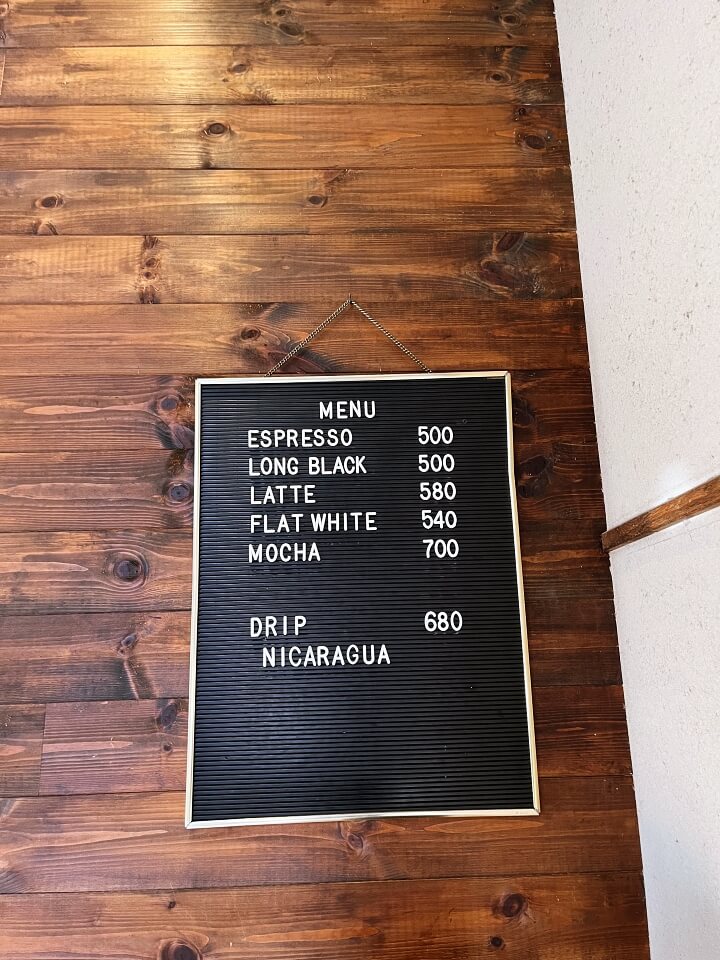 MENU
ESPRESSO 500
LONG BLACK 500
LATTE 580
FLAT WHITE 540
MOCHA 700
DRIP 680
NICARAGUA